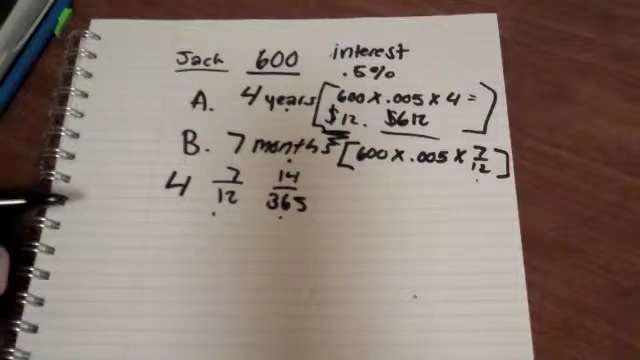 Jack 600 interest
.5%
A. 4 years [600 x .005 x 4 =
$12. $612]
B. 7 months [600 x .005 x 7/12]
4 7/12 14/365